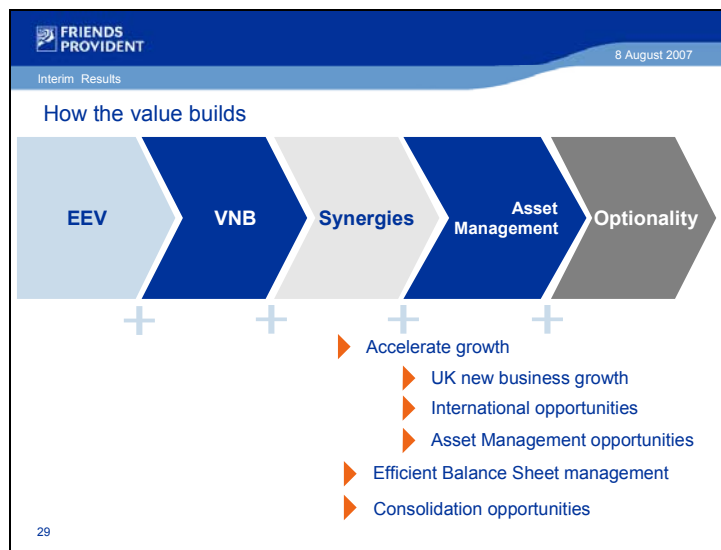 FRIENDS
PROVIDENT
8 August 2007
Interim Results
How the value builds
EEV
VNB
Synergies
Asset
Management
Optionality
+ + + +
Accelerate growth
UK new business growth
International opportunities
Asset Management opportunities
Efficient Balance Sheet management
Consolidation opportunities
29